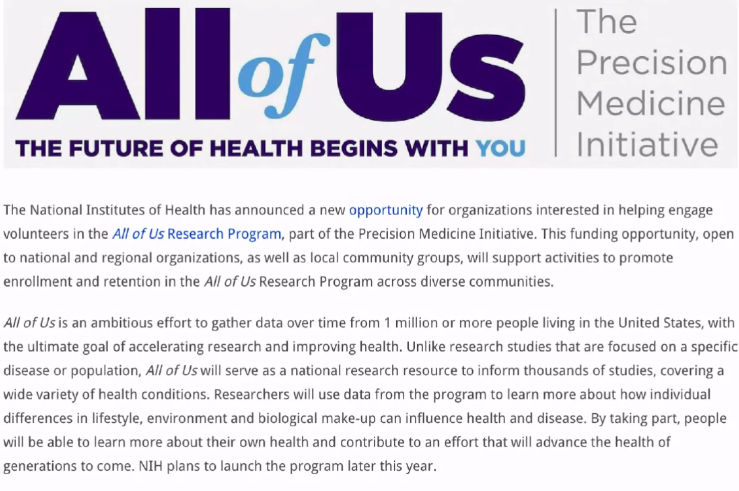 All of Us
THE FUTURE OF HEALTH BEGINS WITH YOU
The
Precision
Medicine
Initiative
The National Institutes of Health has announced a new opportunity for organizations interested in helping engage
volunteers in the All of Us Research Program, part of the Precision Medicine Initiative. This funding opportunity, open
to national and regional organizations, as well as local community groups, will support activities to promote
enrollment and retention in the All of Us Research Program across diverse communities.
All of Us is an ambitious effort to gather data over time from 1 million or more people living in the United States, with
the ultimate goal of accelerating research and improving health. Unlike research studies that are focused on a specific
disease or population, All of Us will serve as a national research resource to inform thousands of studies, covering a
wide variety of health conditions. Researchers will use data from the program to learn more about how individual
differences in lifestyle, environment and biological make-up can influence health and disease. By taking part, people
will be able to learn more about their own health and contribute to an effort that will advance the health of
generations to come. NIH plans to launch the program later this year.